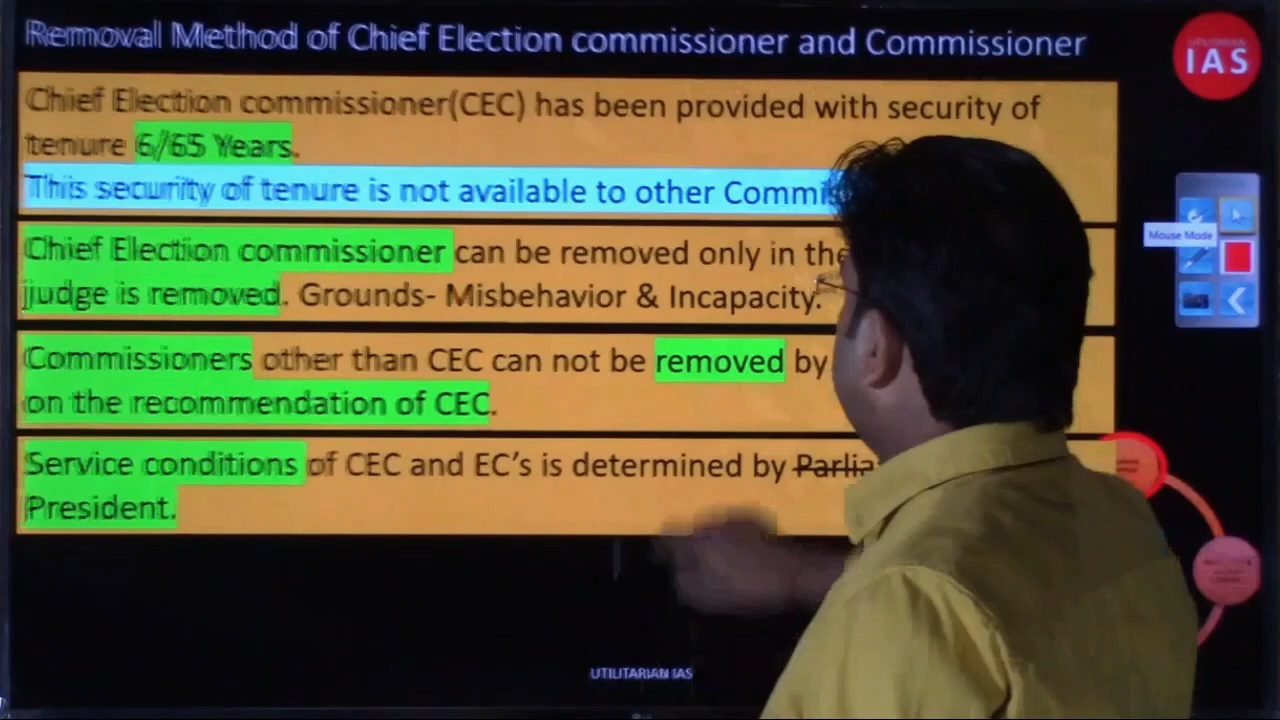 Removal Method of Chief Election commissioner and Commissioner
IAS
Chief Election commissioner(CEC) has been provided with security of
tenure 6/65 Years.
This security of tenure is not available to other
Mouse Mode
Chief Election commissioner can be removed only in the
judge is removed. Grounds- Misbehavior & Incapacity.
Commissioners other than CEC can not be removed by
on the recommendation of CEC.
Service conditions of CEC and EC's is determined by
President.
UTILITARIAN IAS